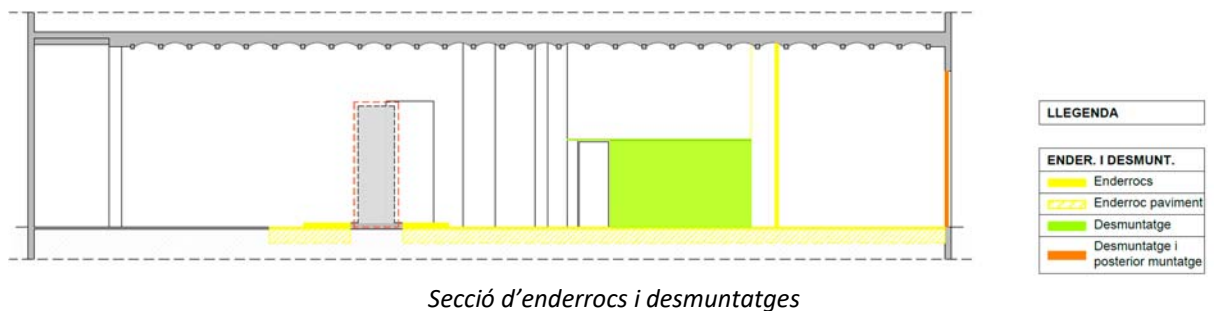 LLEGENDA
ENDER. I DESMUNT.
Enderrocs
Enderroc paviment
Desmuntatge
Desmuntatge i
posterior muntatge
Secció d'enderrocs i desmuntatges